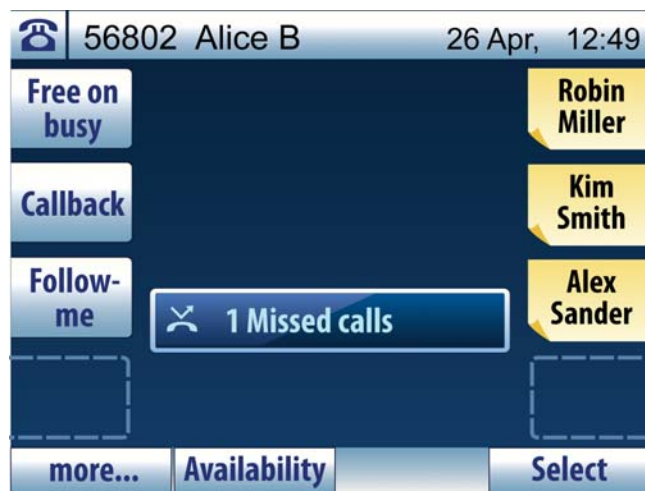 56802 Alice B 26 Apr, 12:49
Free on
busy
Robin
Miller
Callback
Kim
Smith
Follow-
me
Alex
Sander
1 Missed calls
more... Availability Select